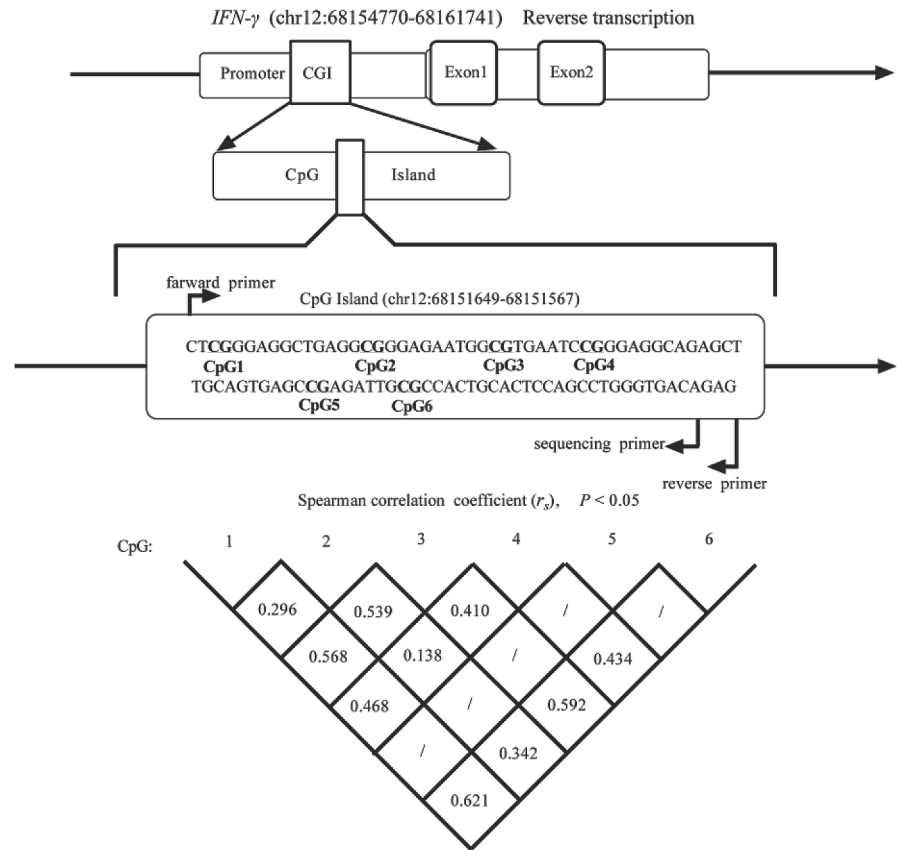 IFN-γ (chr12:68154770-68161741) Reverse transcription
Promoter CGI Exon1 Exon2
CpG Island
farward primer
CpG Island (chr12:68151649-68151567)
CTCGGGAGGCTGAGGCGGGAGAATGGCGTGAATCCGGGAGGCAGAGCT
CpG1 CpG2 CpG3 CpG4
TGCAGTGAGCCGAGATTGCGCCACTGCACTCCAGCCTGGGTGACAGAG
CpG5 CpG6
sequencing primer
reverse primer
Spearman correlation coefficient (rs), P < 0.05
CpG: 1 2 3 4 5 6
0.296 0.539 0.410 / /
0.568 0.138 / 0.434
0.468 / 0.592
/ 0.342
0.621